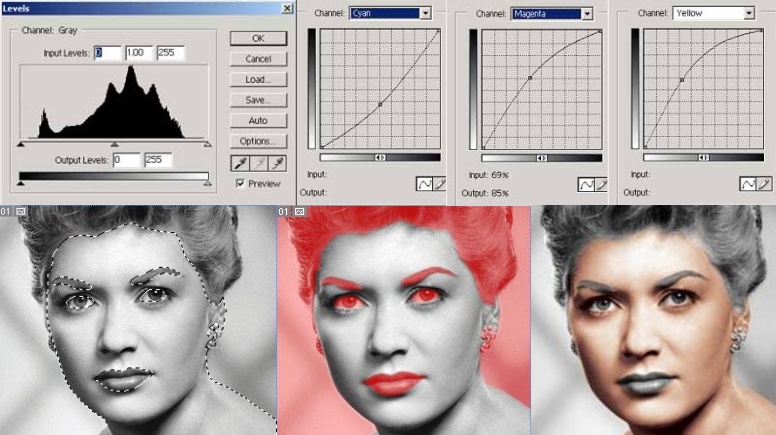 Levels
Channel: Gray
Input Levels: 0 1.00 255
Output Levels: 0 255
OK
Cancel
Load...
Save...
Auto
Options...
Preview
Channel: Cyan
Input:
Output:
Channel: Magenta
Input: 69%
Output: 85%
Channel: Yellow
Input:
Output:
01
01